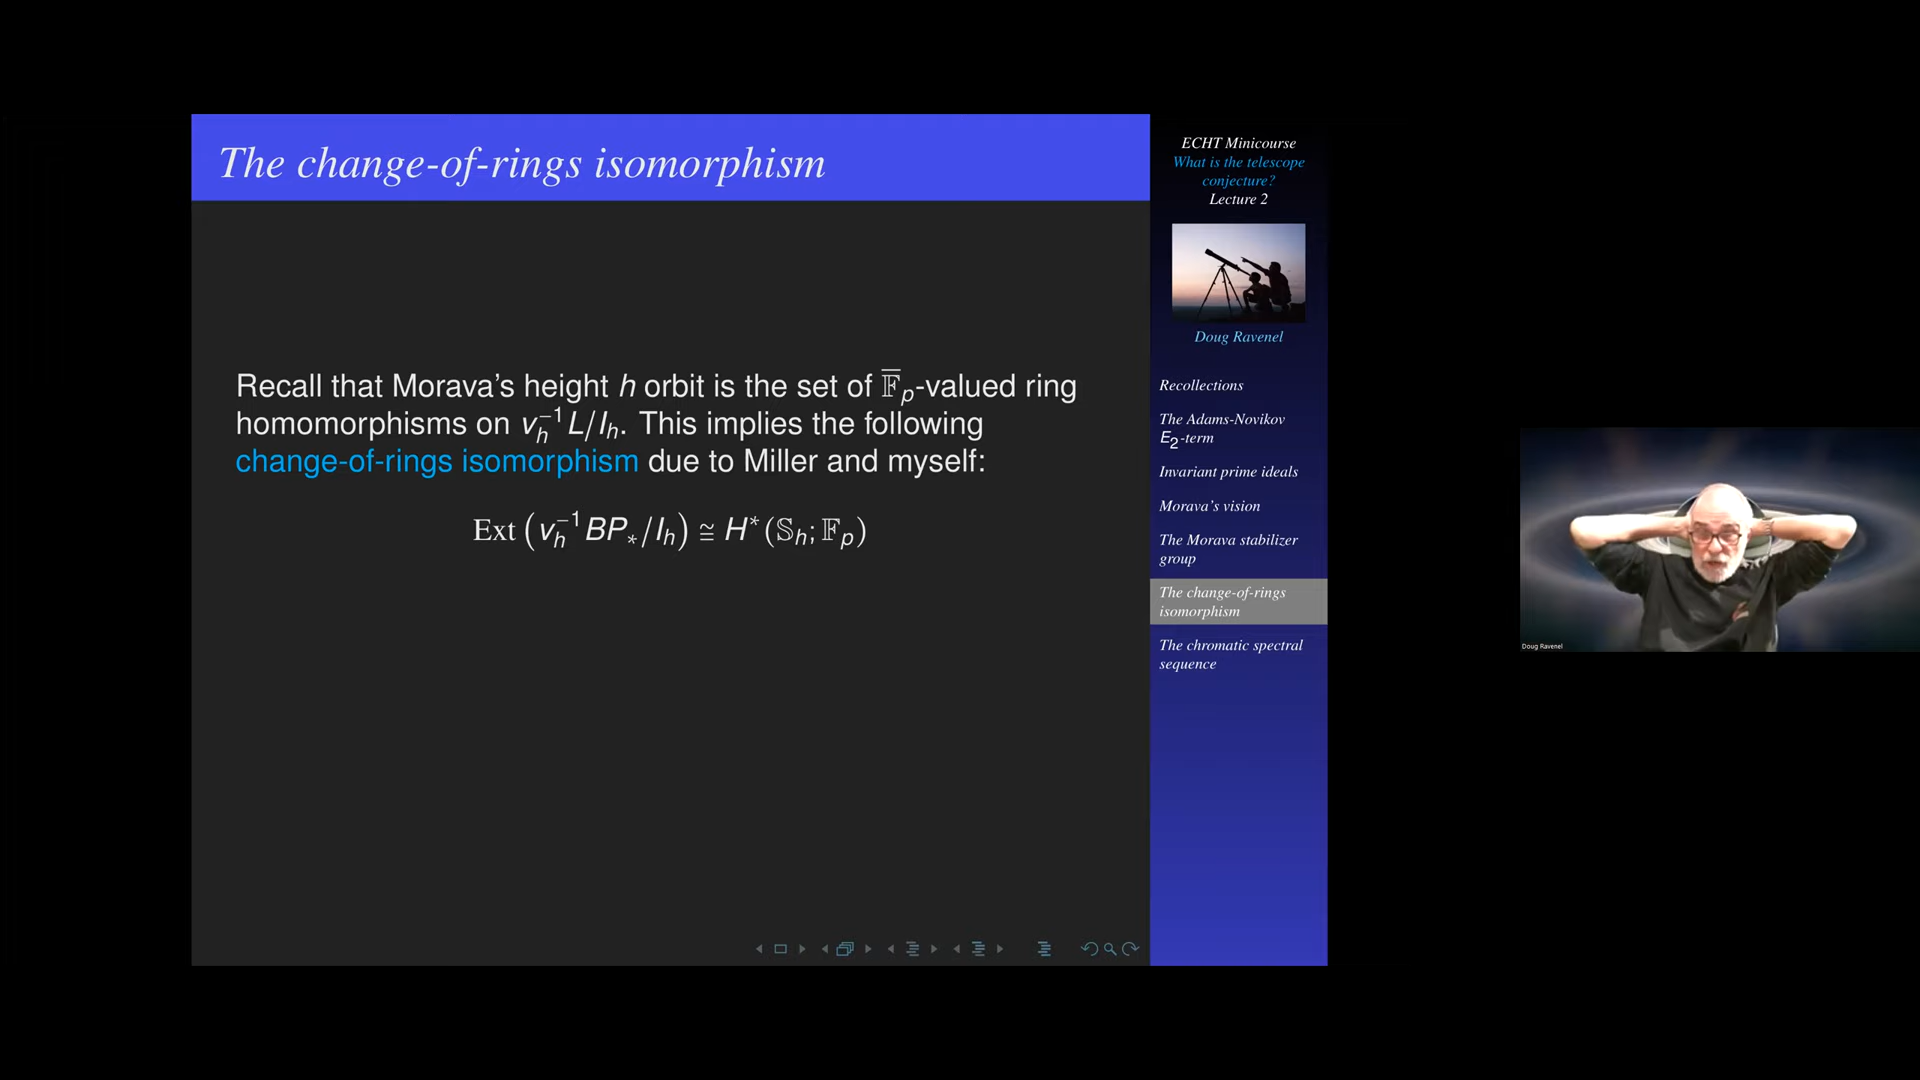 The change-of-rings isomorphism
Recall that Morava's height h orbit is the set of 𝔽̅ₚ-valued ring
homomorphisms on v_h^{-1}L/I_h. This implies the following
change-of-rings isomorphism due to Miller and myself:
Ext (v_h^{-1}BP_*/I_h) ≅ H^*(𝕊_h; 𝔽_p)
ECHT Minicourse
What is the telescope
conjecture?
Lecture 2
Doug Ravenel
Recollections
The Adams-Novikov
E₂-term
Invariant prime ideals
Morava's vision
The Morava stabilizer
group
The change-of-rings
isomorphism
The chromatic spectral
sequence
Doug Ravenel